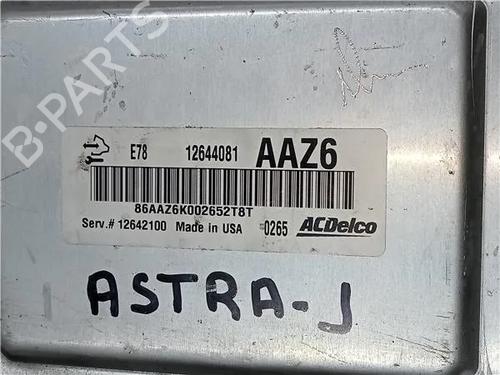 B-PARTS
E78 12644081 AAZ6
86AAZ6K002652T8T
Serv.# 12642100 Made in USA 0265 ACDelco
ASTRA-J